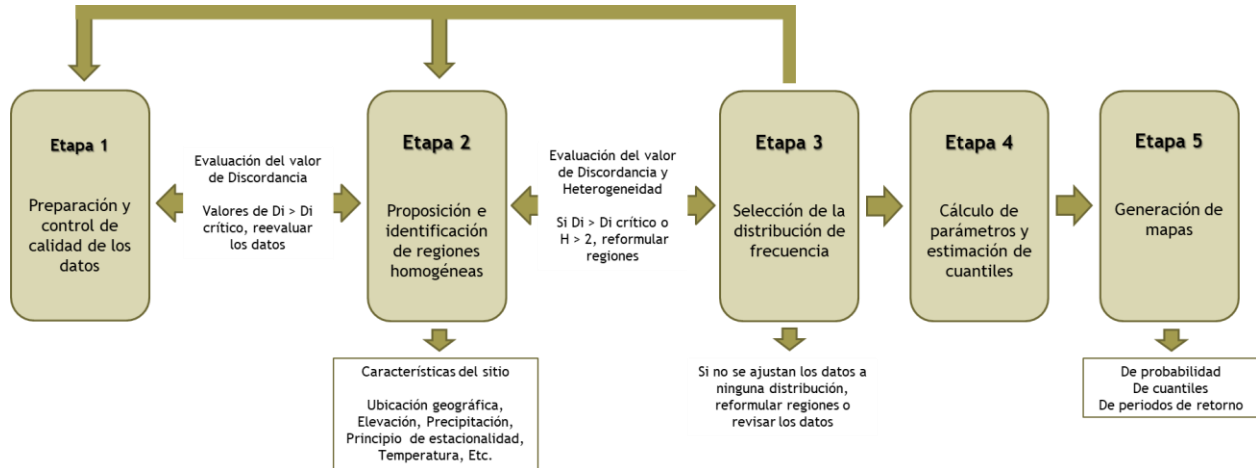 Etapa 1
Preparación y
control de
calidad de los
datos
Evaluación del valor
de Discordancia
Valores de Di > Di
crítico, reevaluar
los datos
Etapa 2
Proposición e
identificación
de regiones
homogéneas
Características del sitio
Ubicación geográfica,
Elevación, Precipitación,
Principio de estacionalidad,
Temperatura, Etc.
Evaluación del valor
de Discordancia y
Heterogeneidad
Si Di > Di crítico o
H > 2, reformular
regiones
Etapa 3
Selección de la
distribución de
frecuencia
Si no se ajustan los datos a
ninguna distribución,
reformular regiones o
revisar los datos
Etapa 4
Cálculo de
parámetros y
estimación de
cuantiles
Etapa 5
Generación de
mapas
De probabilidad
De cuantiles
De periodos de retorno